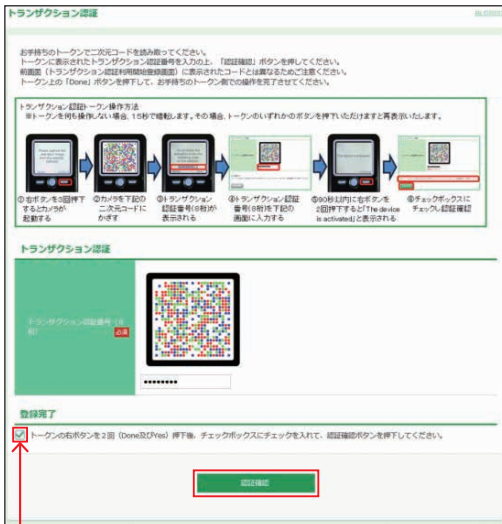 トランザクション認証
お手持ちのトークンで二次元コードを読み取ってください。
トークンに表示されたトランザクション認証番号を入力の上、「認証確認」ボタンを押してください。
前画面（トランザクション認証利用開始登録画面）に表示されたコードとは異なるためご注意ください。
トークン上の「Done」ボタンを押下して、お手持ちのトークン側での操作を完了させてください。
トランザクション認証トークン操作方法
※トークンを何も操作しない場合、15秒で暗転します。その場合、トークンのいずれかのボタンを押下いただけますと再表示いたします。
①右ボタンを3回押下
するとカメラが
起動する
②カメラを下記の
二次元コードに
かざす
③トランザクション
認証番号(8桁)が
表示される
④トランザクション認証
番号(8桁)を下記の
画面に入力する
⑤90秒以内に右ボタンを
2回押下すると「The device
is activated」と表示される
⑥チェックボックスに
チェックし認証確認
トランザクション認証
トランザクション認証番号（8
桁） 必須
••••••••
登録完了
トークンの右ボタンを2回（Done及びYes）押下後、チェックボックスにチェックを入れて、認証確認ボタンを押下してください。
認証確認